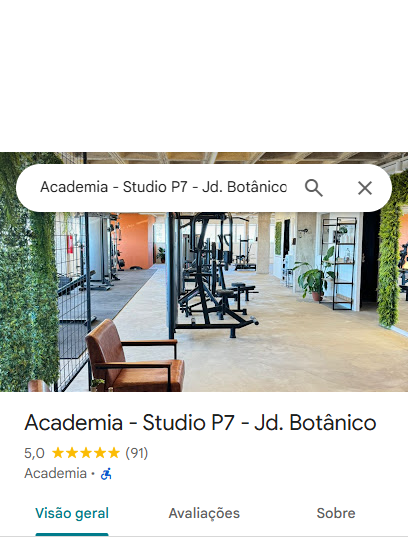 Academia - Studio P7 - Jd. Botânico
Academia - Studio P7 - Jd. Botânico
5,0 (91)
Academia ·
Visão geral Avaliações Sobre